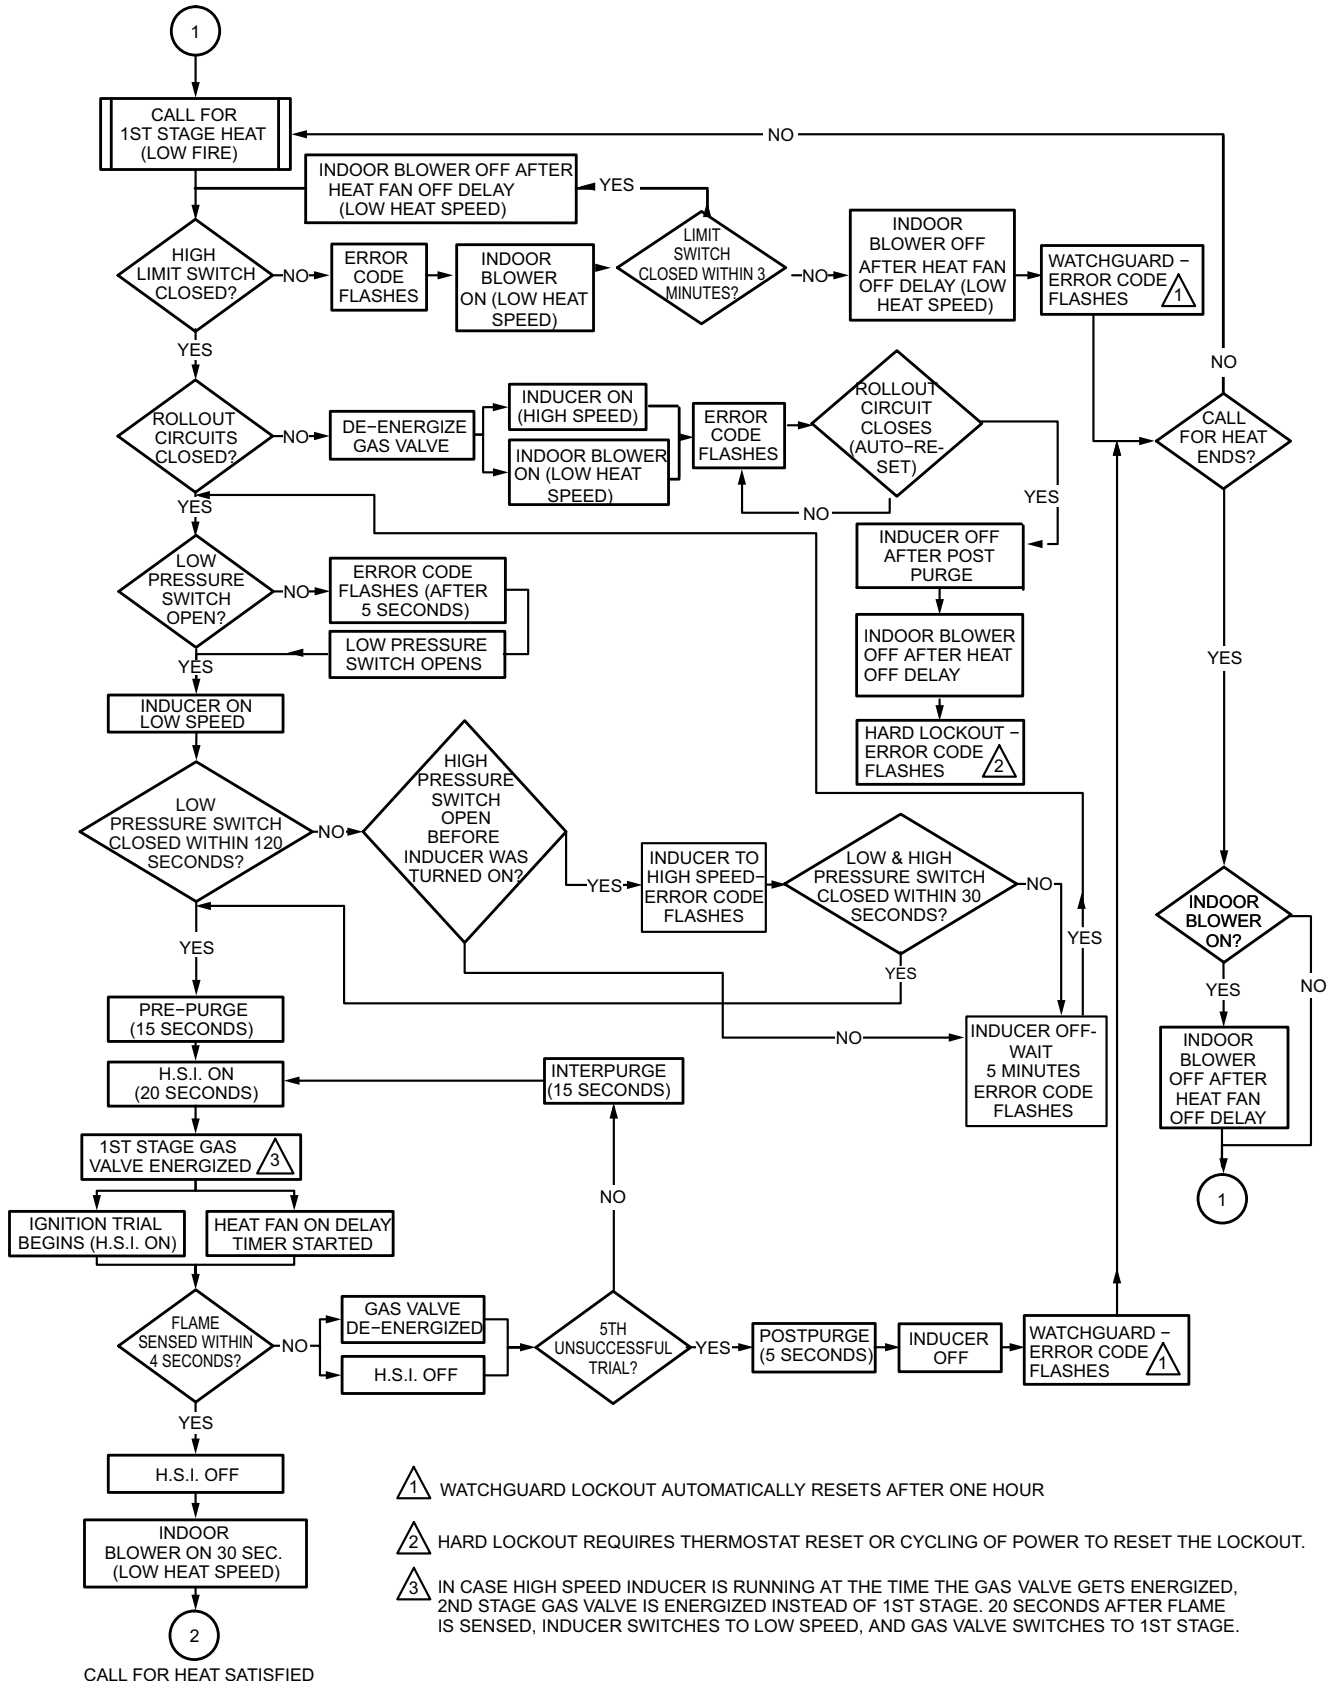 1
CALL FOR
1ST STAGE HEAT
(LOW FIRE)
NO
INDOOR BLOWER OFF AFTER
HEAT FAN OFF DELAY
(LOW HEAT SPEED)
YES
HIGH
LIMIT SWITCH
CLOSED?
NO
ERROR
CODE
FLASHES
INDOOR
BLOWER
ON (LOW HEAT
SPEED)
LIMIT
SWITCH
CLOSED WITHIN 3
MINUTES?
NO
INDOOR
BLOWER OFF
AFTER HEAT FAN
OFF DELAY (LOW
HEAT SPEED)
WATCHGUARD –
ERROR CODE
FLASHES
1
YES
NO
ROLLOUT
CIRCUITS
CLOSED?
NO
DE–ENERGIZE
GAS VALVE
INDUCER ON
(HIGH SPEED)
INDOOR BLOWER
ON (LOW HEAT
SPEED)
ERROR
CODE
FLASHES
ROLLOUT
CIRCUIT
CLOSES
(AUTO–RE-
SET)
NO
YES
CALL
FOR HEAT
ENDS?
YES
INDUCER OFF
AFTER POST
PURGE
INDOOR BLOWER
OFF AFTER HEAT
OFF DELAY
HARD LOCKOUT –
ERROR CODE
FLASHES
2
YES
LOW
PRESSURE
SWITCH
OPEN?
NO
ERROR CODE
FLASHES (AFTER
5 SECONDS)
LOW PRESSURE
SWITCH OPENS
YES
INDUCER ON
LOW SPEED
LOW
PRESSURE SWITCH
CLOSED WITHIN 120
SECONDS?
NO
HIGH
PRESSURE
SWITCH
OPEN
BEFORE
INDUCER WAS
TURNED ON?
YES
INDUCER TO
HIGH SPEED–
ERROR CODE
FLASHES
LOW & HIGH
PRESSURE SWITCH
CLOSED WITHIN 30
SECONDS?
NO
YES
YES
INDOOR
BLOWER
ON?
YES
NO
YES
NO
INDUCER OFF-
WAIT
5 MINUTES
ERROR CODE
FLASHES
INDOOR
BLOWER
OFF AFTER
HEAT FAN
OFF DELAY
1
PRE–PURGE
(15 SECONDS)
H.S.I. ON
(20 SECONDS)
INTERPURGE
(15 SECONDS)
1ST STAGE GAS
VALVE ENERGIZED
3
NO
IGNITION TRIAL
BEGINS (H.S.I. ON)
HEAT FAN ON DELAY
TIMER STARTED
FLAME
SENSED WITHIN
4 SECONDS?
NO
GAS VALVE
DE–ENERGIZED
H.S.I. OFF
5TH
UNSUCCESSFUL
TRIAL?
YES
POSTPURGE
(5 SECONDS)
INDUCER
OFF
WATCHGUARD –
ERROR CODE
FLASHES
1
YES
H.S.I. OFF
INDOOR
BLOWER ON 30 SEC.
(LOW HEAT SPEED)
2
CALL FOR HEAT SATISFIED
1 WATCHGUARD LOCKOUT AUTOMATICALLY RESETS AFTER ONE HOUR
2 HARD LOCKOUT REQUIRES THERMOSTAT RESET OR CYCLING OF POWER TO RESET THE LOCKOUT.
3 IN CASE HIGH SPEED INDUCER IS RUNNING AT THE TIME THE GAS VALVE GETS ENERGIZED,
2ND STAGE GAS VALVE IS ENERGIZED INSTEAD OF 1ST STAGE. 20 SECONDS AFTER FLAME
IS SENSED, INDUCER SWITCHES TO LOW SPEED, AND GAS VALVE SWITCHES TO 1ST STAGE.